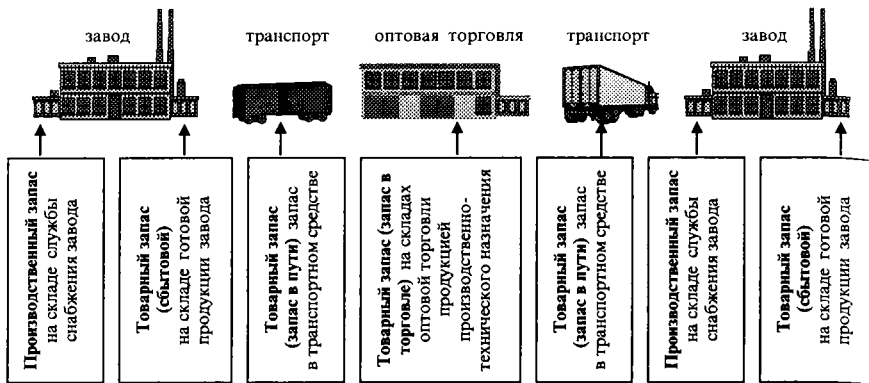 завод
транспорт
оптовая торговля
транспорт
завод
Производственный запас
на складе службы
снабжения завода
Товарный запас
(сбытовой)
на складе готовой
продукции завода
Товарный запас
(запас в пути) запас
в транспортном средстве
Товарный запас (запас в
торговле) на складах
оптовой торговли
продукцией
производственно-
технического назначения
Товарный запас
(запас в пути) запас
в транспортном средстве
Производственный запас
на складе службы
снабжения завода
Товарный запас
(сбытовой)
на складе готовой
продукции завода